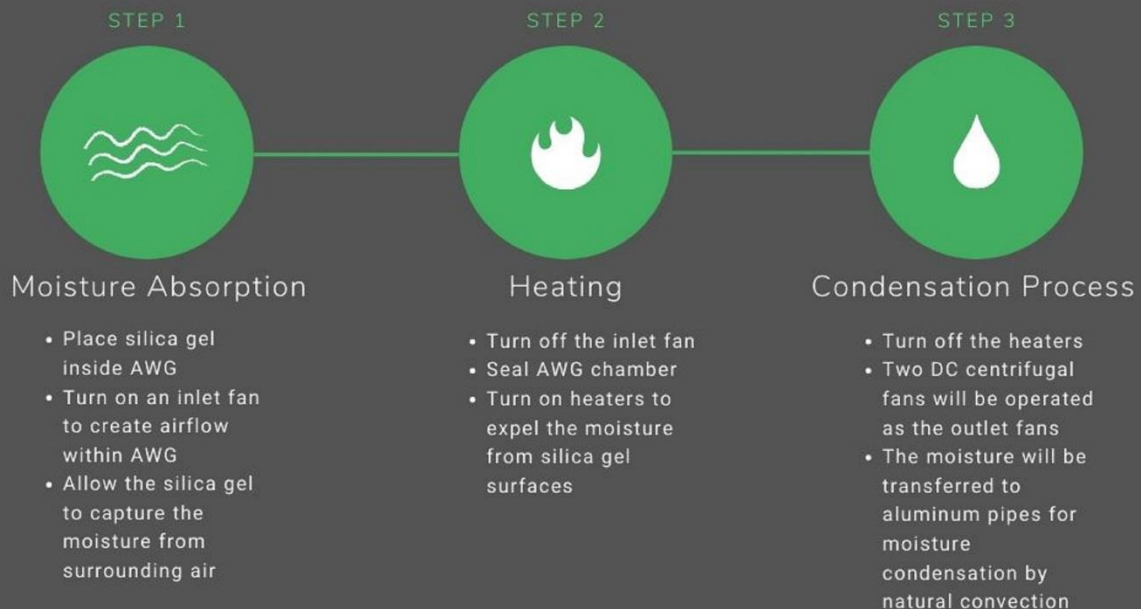 STEP 1
Moisture Absorption
• Place silica gel
inside AWG
• Turn on an inlet fan
to create airflow
within AWG
• Allow the silica gel
to capture the
moisture from
surrounding air
STEP 2
Heating
• Turn off the inlet fan
• Seal AWG chamber
• Turn on heaters to
expel the moisture
from silica gel
surfaces
STEP 3
Condensation Process
• Turn off the heaters
• Two DC centrifugal
fans will be operated
as the outlet fans
• The moisture will be
transferred to
aluminum pipes for
moisture
condensation by
natural convection